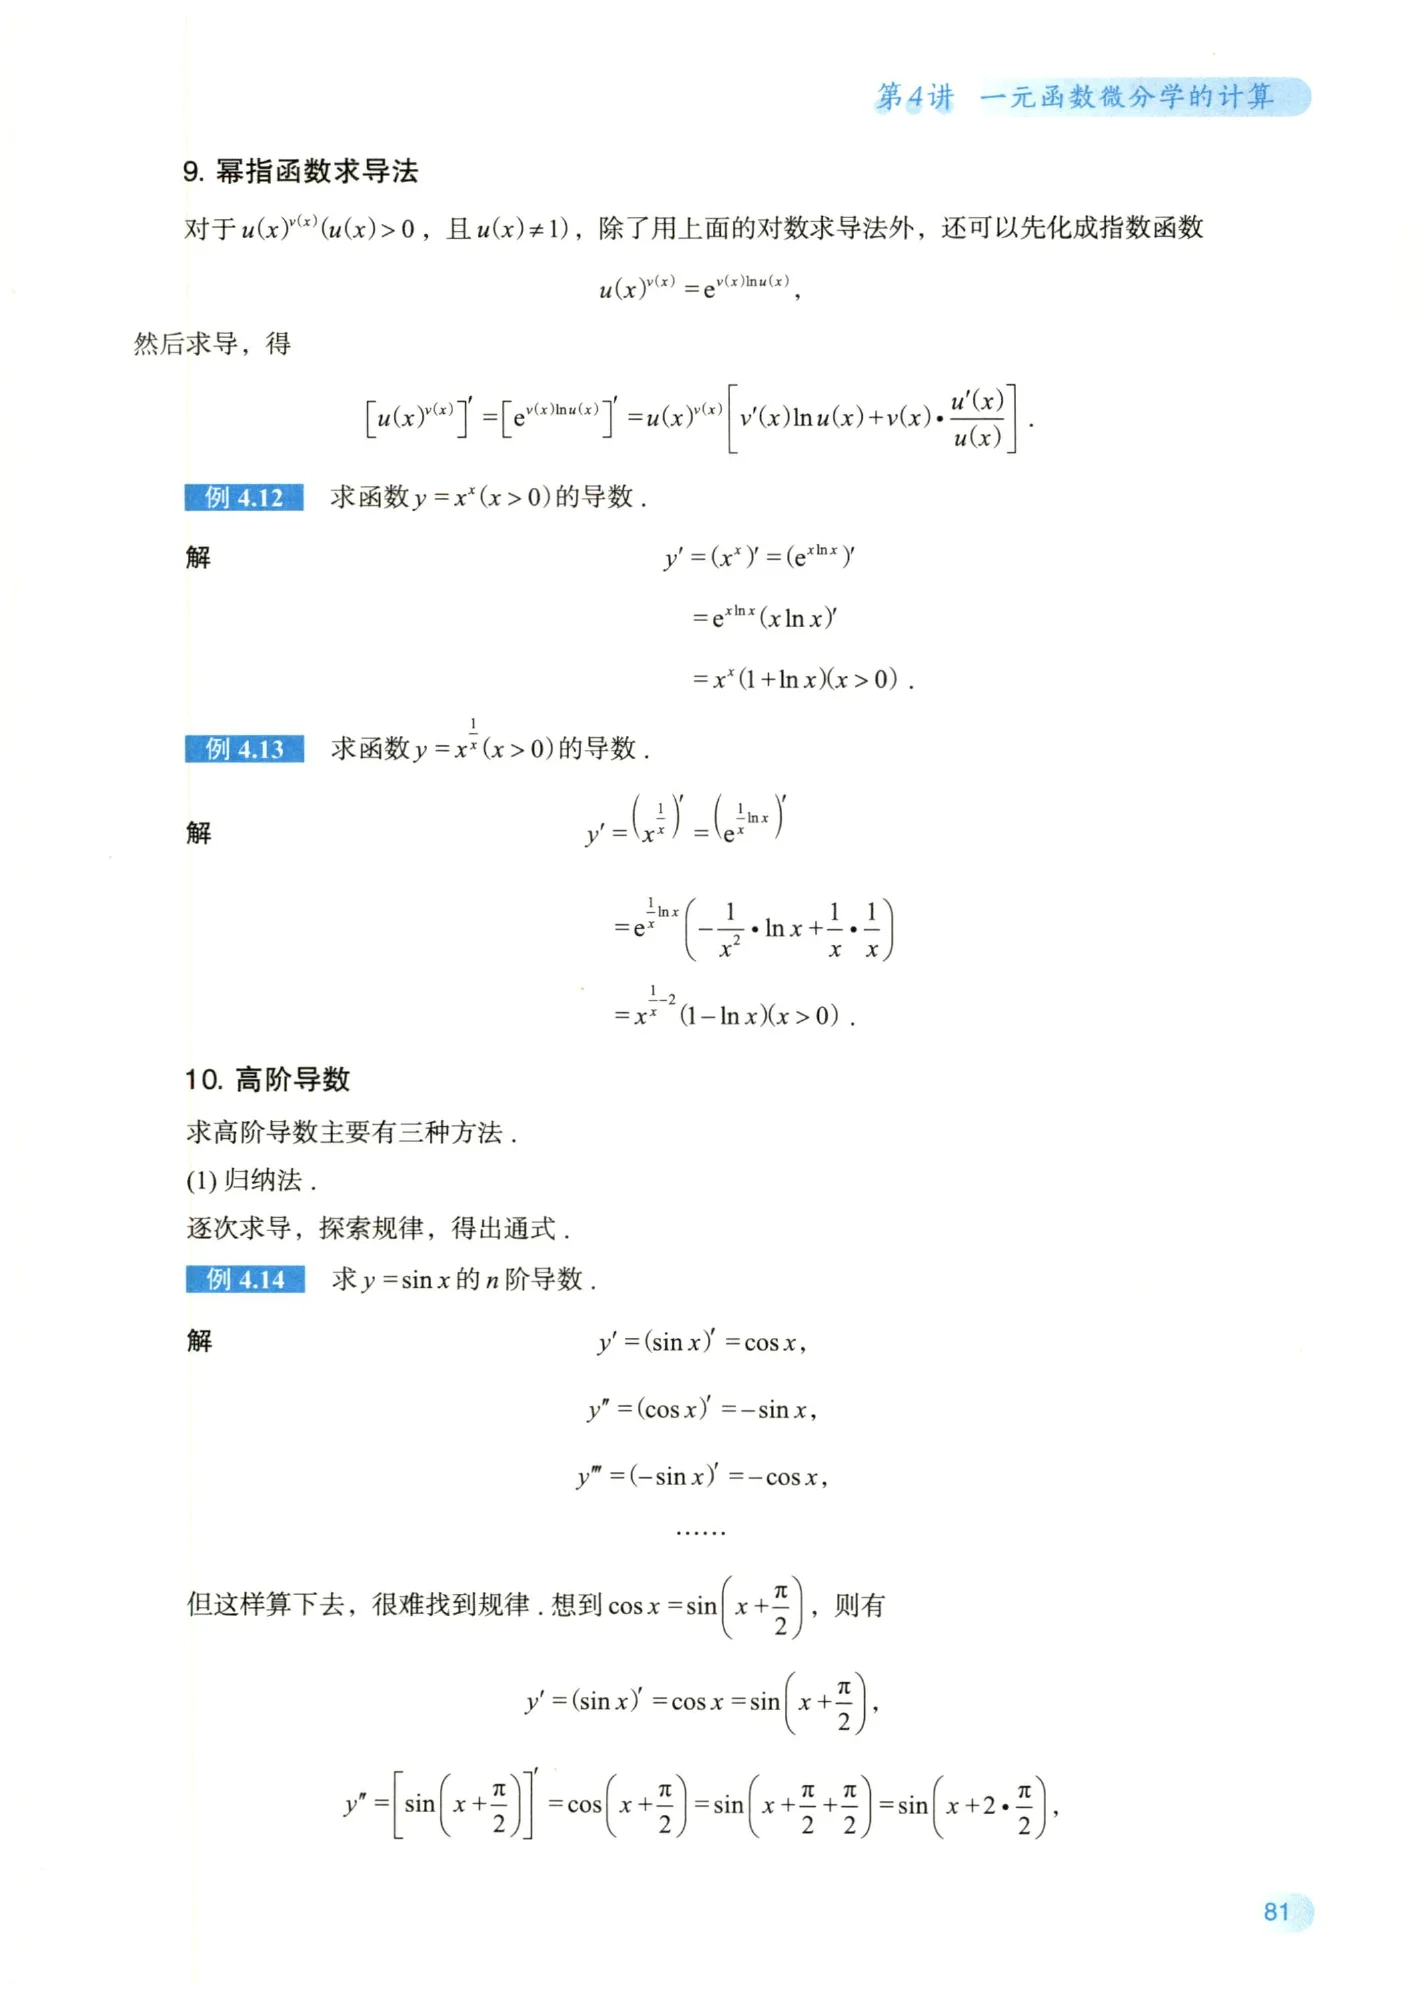 第4讲 一元函数微分学的计算
9. 幂指函数求导法
对于 $u(x)^{v(x)}(u(x)>0$，且 $u(x)\neq 1)$，除了用上面的对数求导法外，还可以先化成指数函数
$u(x)^{v(x)}=\mathrm{e}^{v(x)\ln u(x)}$，
然后求导，得
$\left[u(x)^{v(x)}\right]'=\left[\mathrm{e}^{v(x)\ln u(x)}\right]'=u(x)^{v(x)}\left[v'(x)\ln u(x)+v(x)\cdot\frac{u'(x)}{u(x)}\right]$.
例 4.12 求函数 $y=x^x(x>0)$ 的导数.
解 $y'=(x^x)'=(\mathrm{e}^{x\ln x})'$
$=\mathrm{e}^{x\ln x}(x\ln x)'$
$=x^x(1+\ln x)(x>0)$.
例 4.13 求函数 $y=x^{\frac{1}{x}}(x>0)$ 的导数.
解 $y'=\left(x^{\frac{1}{x}}\right)'=\left(\mathrm{e}^{\frac{1}{x}\ln x}\right)'$
$=\mathrm{e}^{\frac{1}{x}\ln x}\left(-\frac{1}{x^2}\cdot\ln x+\frac{1}{x}\cdot\frac{1}{x}\right)$
$=x^{\frac{1}{x}-2}(1-\ln x)(x>0)$.
10. 高阶导数
求高阶导数主要有三种方法.
(1) 归纳法.
逐次求导，探索规律，得出通式.
例 4.14 求 $y=\sin x$ 的 $n$ 阶导数.
解 $y'=(\sin x)'=\cos x$，
$y''=(\cos x)'=-\sin x$，
$y'''=(-\sin x)'=-\cos x$，
……
但这样算下去，很难找到规律.想到 $\cos x=\sin\left(x+\frac{\pi}{2}\right)$，则有
$y'=(\sin x)'=\cos x=\sin\left(x+\frac{\pi}{2}\right)$，
$y''=\left[\sin\left(x+\frac{\pi}{2}\right)\right]'=\cos\left(x+\frac{\pi}{2}\right)=\sin\left(x+\frac{\pi}{2}+\frac{\pi}{2}\right)=\sin\left(x+2\cdot\frac{\pi}{2}\right)$，
81